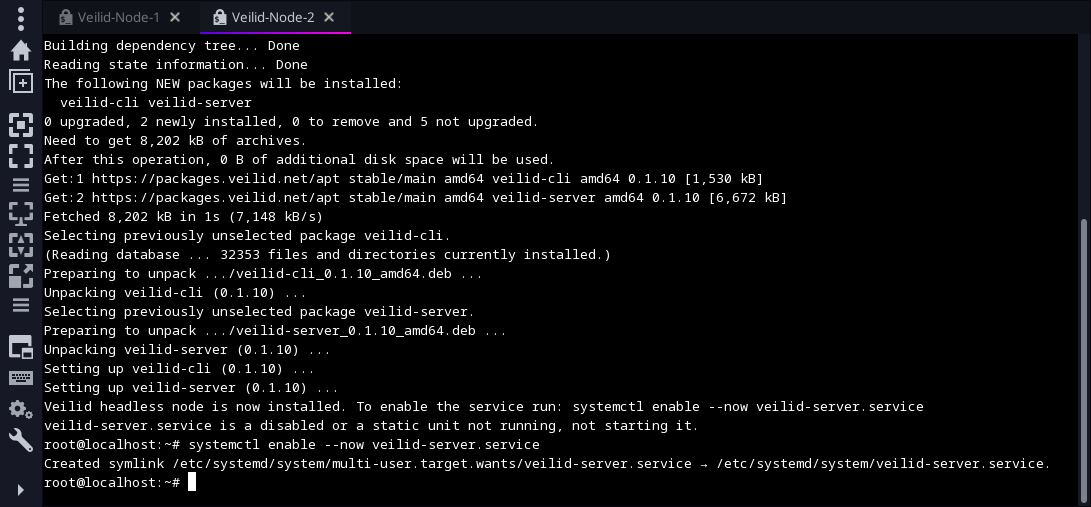 Veilid-Node-1
Veilid-Node-2
Building dependency tree... Done
Reading state information... Done
The following NEW packages will be installed:
  veilid-cli veilid-server
0 upgraded, 2 newly installed, 0 to remove and 5 not upgraded.
Need to get 8,202 kB of archives.
After this operation, 0 B of additional disk space will be used.
Get:1 https://packages.veilid.net/apt stable/main amd64 veilid-cli amd64 0.1.10 [1,530 kB]
Get:2 https://packages.veilid.net/apt stable/main amd64 veilid-server amd64 0.1.10 [6,672 kB]
Fetched 8,202 kB in 1s (7,148 kB/s)
Selecting previously unselected package veilid-cli.
(Reading database ... 32353 files and directories currently installed.)
Preparing to unpack .../veilid-cli_0.1.10_amd64.deb ...
Unpacking veilid-cli (0.1.10) ...
Selecting previously unselected package veilid-server.
Preparing to unpack .../veilid-server_0.1.10_amd64.deb ...
Unpacking veilid-server (0.1.10) ...
Setting up veilid-cli (0.1.10) ...
Setting up veilid-server (0.1.10) ...
Veilid headless node is now installed. To enable the service run: systemctl enable --now veilid-server.service
veilid-server.service is a disabled or a static unit not running, not starting it.
root@localhost:~# systemctl enable --now veilid-server.service
Created symlink /etc/systemd/system/multi-user.target.wants/veilid-server.service → /etc/systemd/system/veilid-server.service.
root@localhost:~#